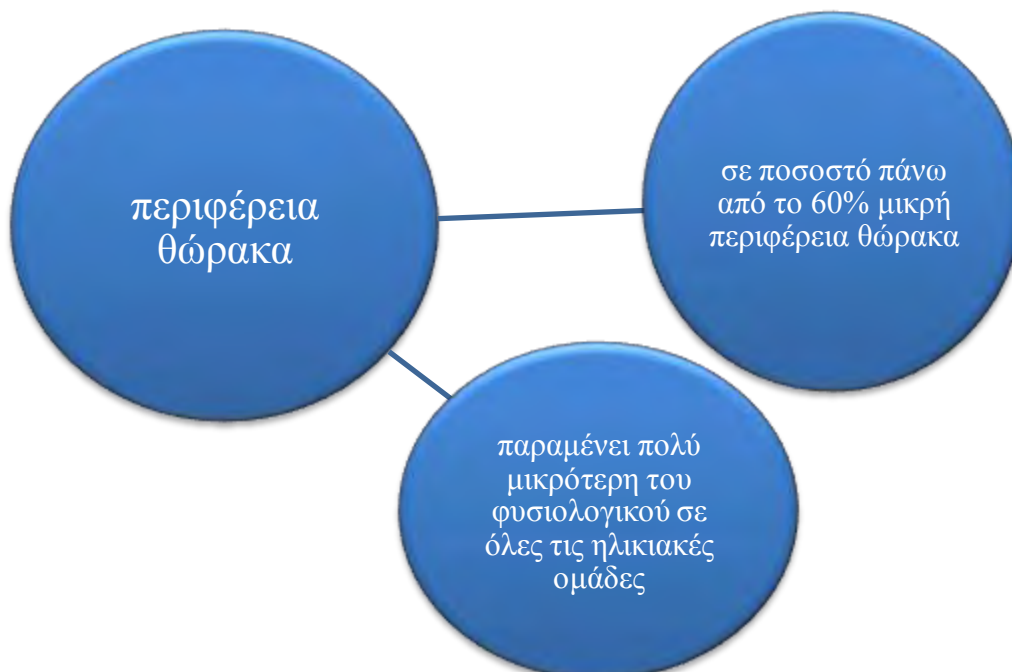 περιφέρεια
θώρακα
σε ποσοστό πάνω
από το 60% μικρή
περιφέρεια θώρακα
παραμένει πολύ
μικρότερη του
φυσιολογικού σε
όλες τις ηλικιακές
ομάδες